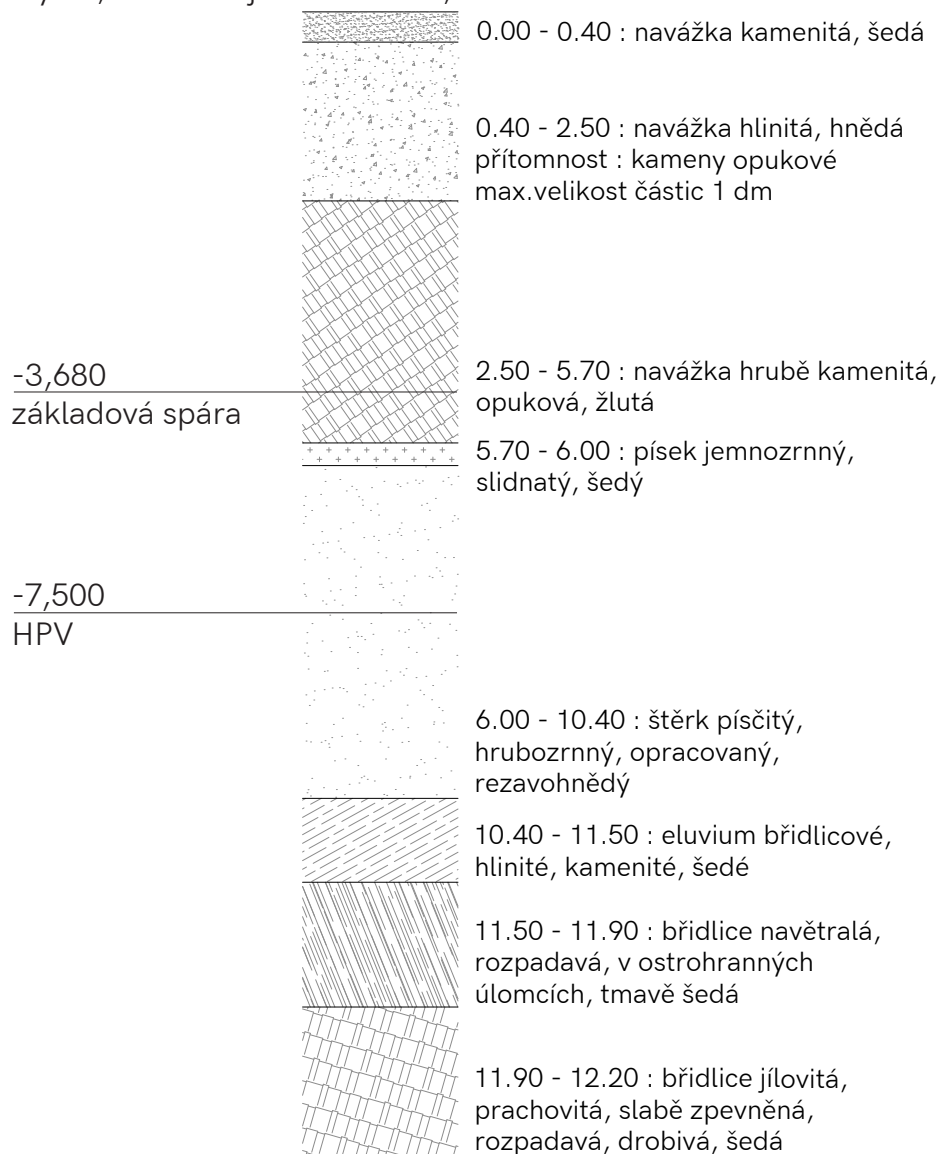 0.00 - 0.40 : navážka kamenitá, šedá
0.40 - 2.50 : navážka hlinitá, hnědá
přítomnost : kameny opukové
max.velikost částic 1 dm
-3,680
základová spára
2.50 - 5.70 : navážka hrubě kamenitá,
opuková, žlutá
5.70 - 6.00 : písek jemnozrnný,
slidnatý, šedý
-7,500
HPV
6.00 - 10.40 : štěrk písčitý,
hrubozrnný, opracovaný,
rezavohnědý
10.40 - 11.50 : eluvium břidlicové,
hlinité, kamenité, šedé
11.50 - 11.90 : břidlice navětralá,
rozpadavá, v ostrohranných
úlomcích, tmavě šedá
11.90 - 12.20 : břidlice jílovitá,
prachovitá, slabě zpevněná,
rozpadavá, drobivá, šedá